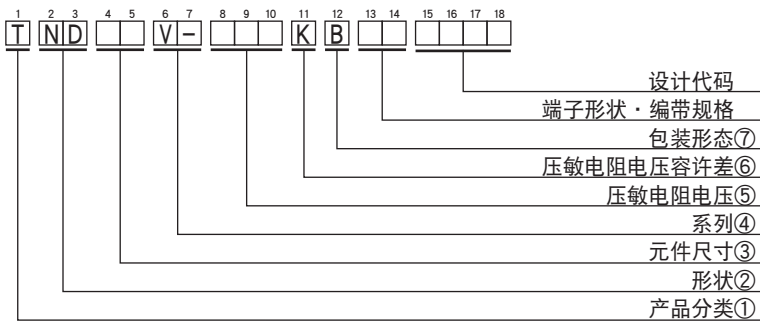 1 2 3 4 5 6 7 8 9 10 11 12 13 14 15 16 17 18
T ND V- K B
设计代码
端子形状・编带规格
包装形态⑦
压敏电阻电压容许差⑥
压敏电阻电压⑤
系列④
元件尺寸③
形状②
产品分类①